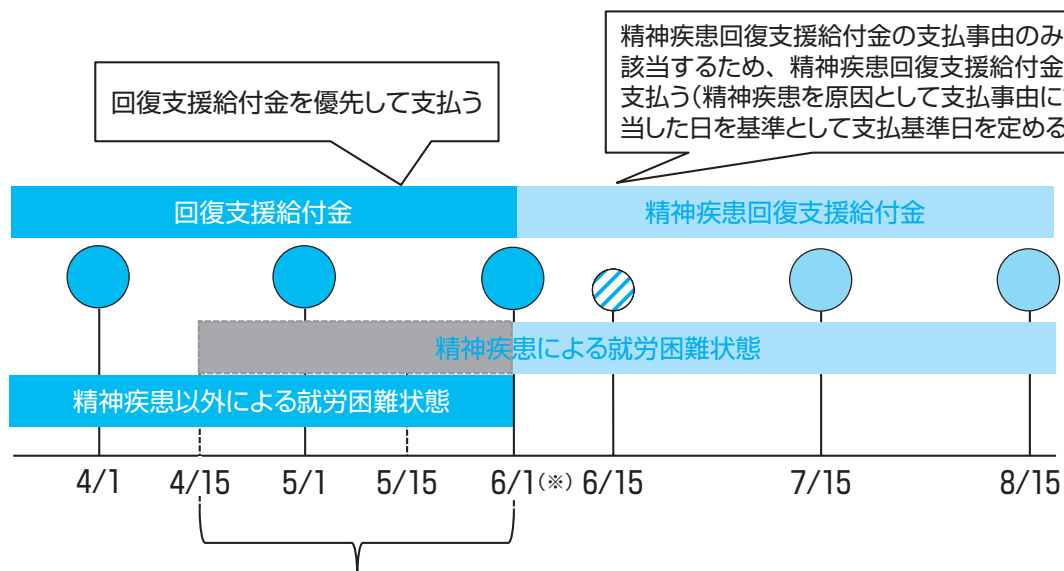 精神疾患回復支援給付金の支払事由のみ
該当するため、精神疾患回復支援給付金
支払う(精神疾患を原因として支払事由に
当した日を基準として支払基準日を定める
回復支援給付金を優先して支払う
回復支援給付金
精神疾患回復支援給付金
精神疾患による就労困難状態
精神疾患以外による就労困難状態
4/1 4/15 5/1 5/15 6/1(※) 6/15 7/15 8/15